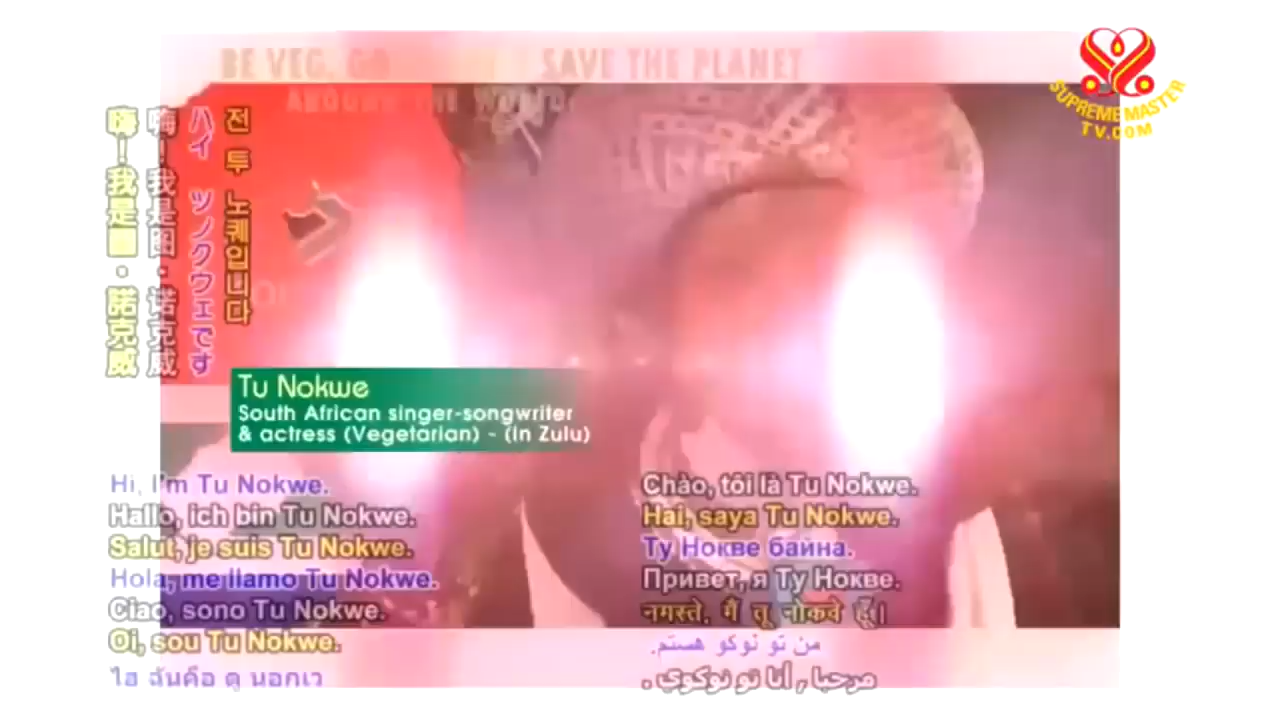 BE VEG, GO SAVE THE PLANET
AROUND THE WORLD
SUPREME MASTER
TV.COM
嗨！我是圖·諾克威
嗨！我是图·诺克威
ハイ ツノクウェです
전 투 노퀘입니다
Tu Nokwe
South African singer-songwriter
& actress (Vegetarian) - (In Zulu)
Hi, I'm Tu Nokwe.
Hallo, ich bin Tu Nokwe.
Salut, je suis Tu Nokwe.
Hola, me llamo Tu Nokwe.
Ciao, sono Tu Nokwe.
Oi, sou Tu Nokwe.
ไฮ ฉันคือ ตู นอกเว
Chào, tôi là Tu Nokwe.
Hai, saya Tu Nokwe.
Ту Нокве байна.
Привет, я Ту Нокве.
नमस्ते, मैं तू नोकवे हूँ।
من تو نوکو هستم.
مرحبا, أنا تو نوكوي.